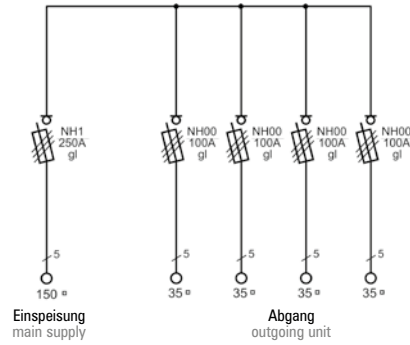 NH1
250A
gl
NH00
100A
gl
NH00
100A
gl
NH00
100A
gl
NH00
100A
gl
5
5
5
5
5
150 ¤
35 ¤
35 ¤
35 ¤
35 ¤
Einspeisung
main supply
Abgang
outgoing unit